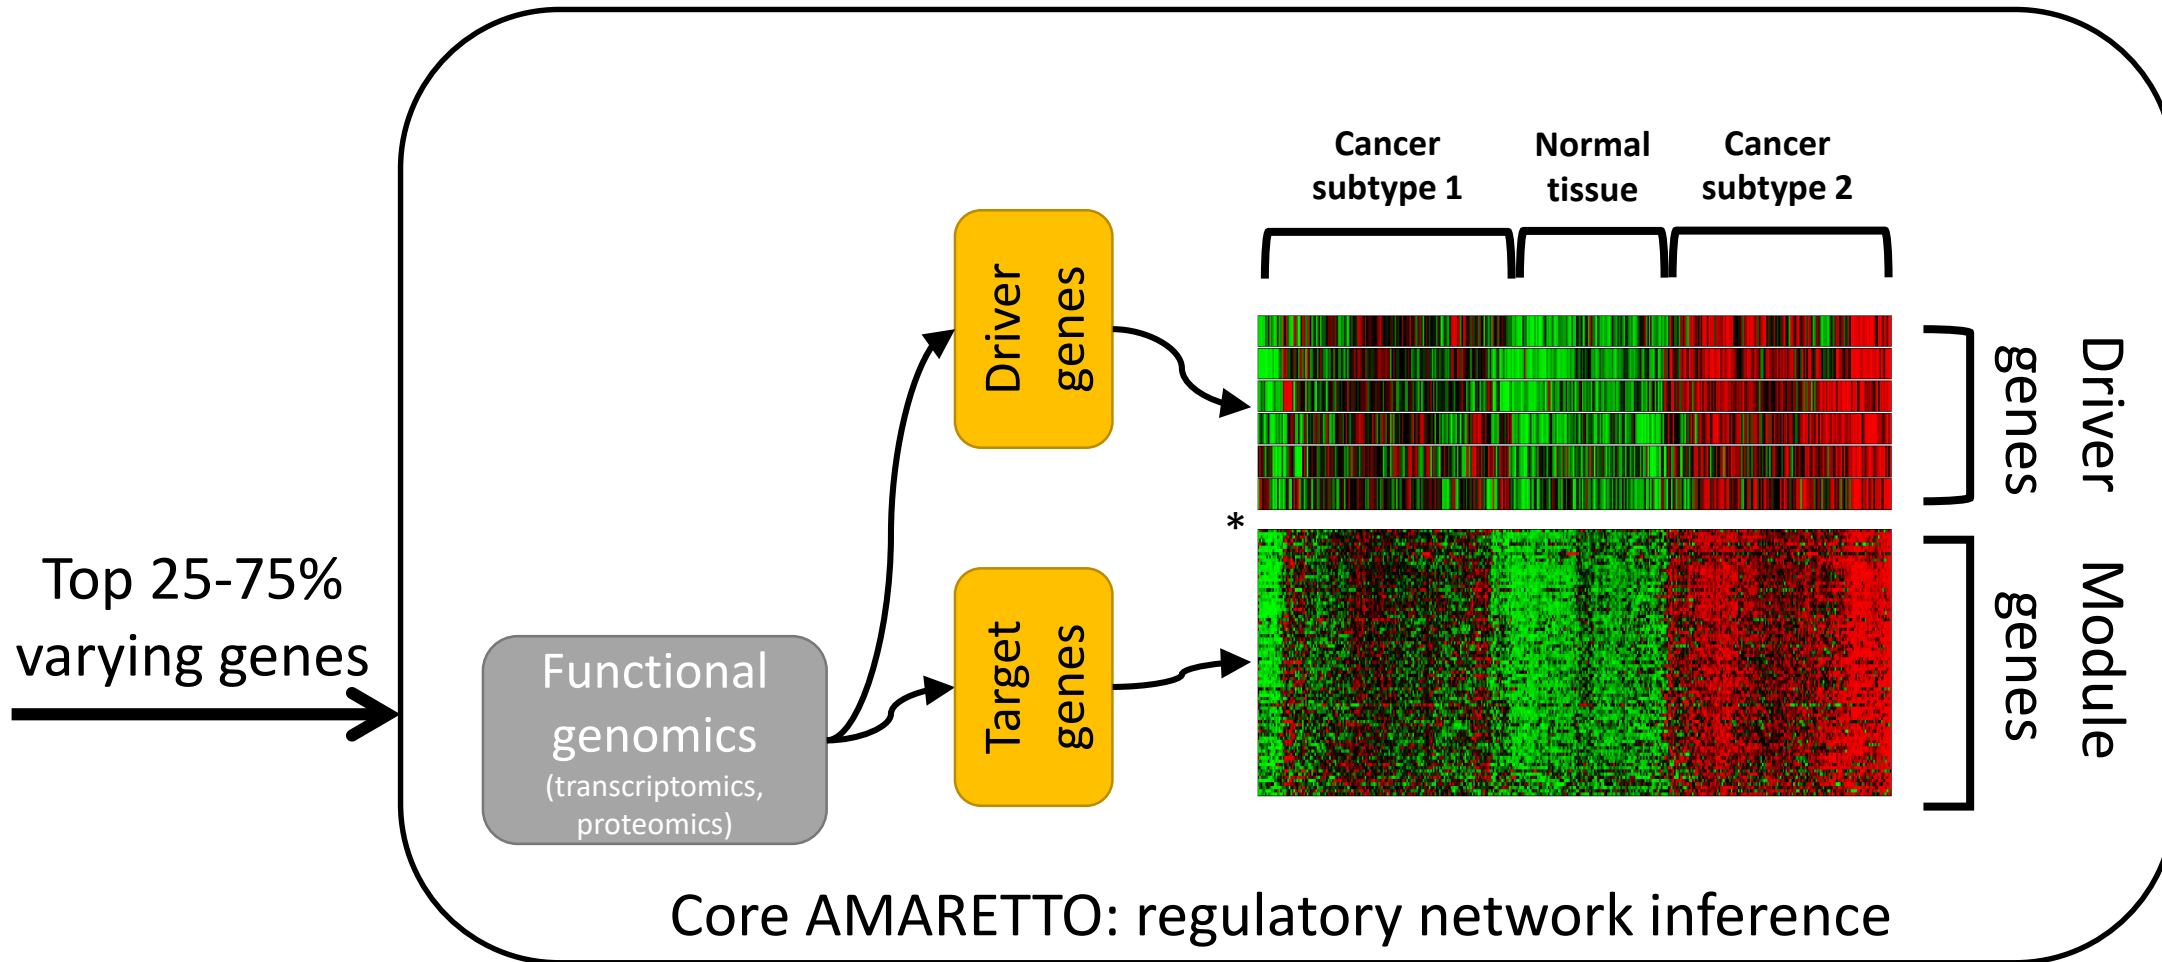 Top 25-75%
varying genes
Functional
genomics
(transcriptomics,
proteomics)
Driver
genes
Target
genes
Cancer
subtype 1
Normal
tissue
Cancer
subtype 2
*
Driver
genes
Module
genes
Core AMARETTO: regulatory network inference